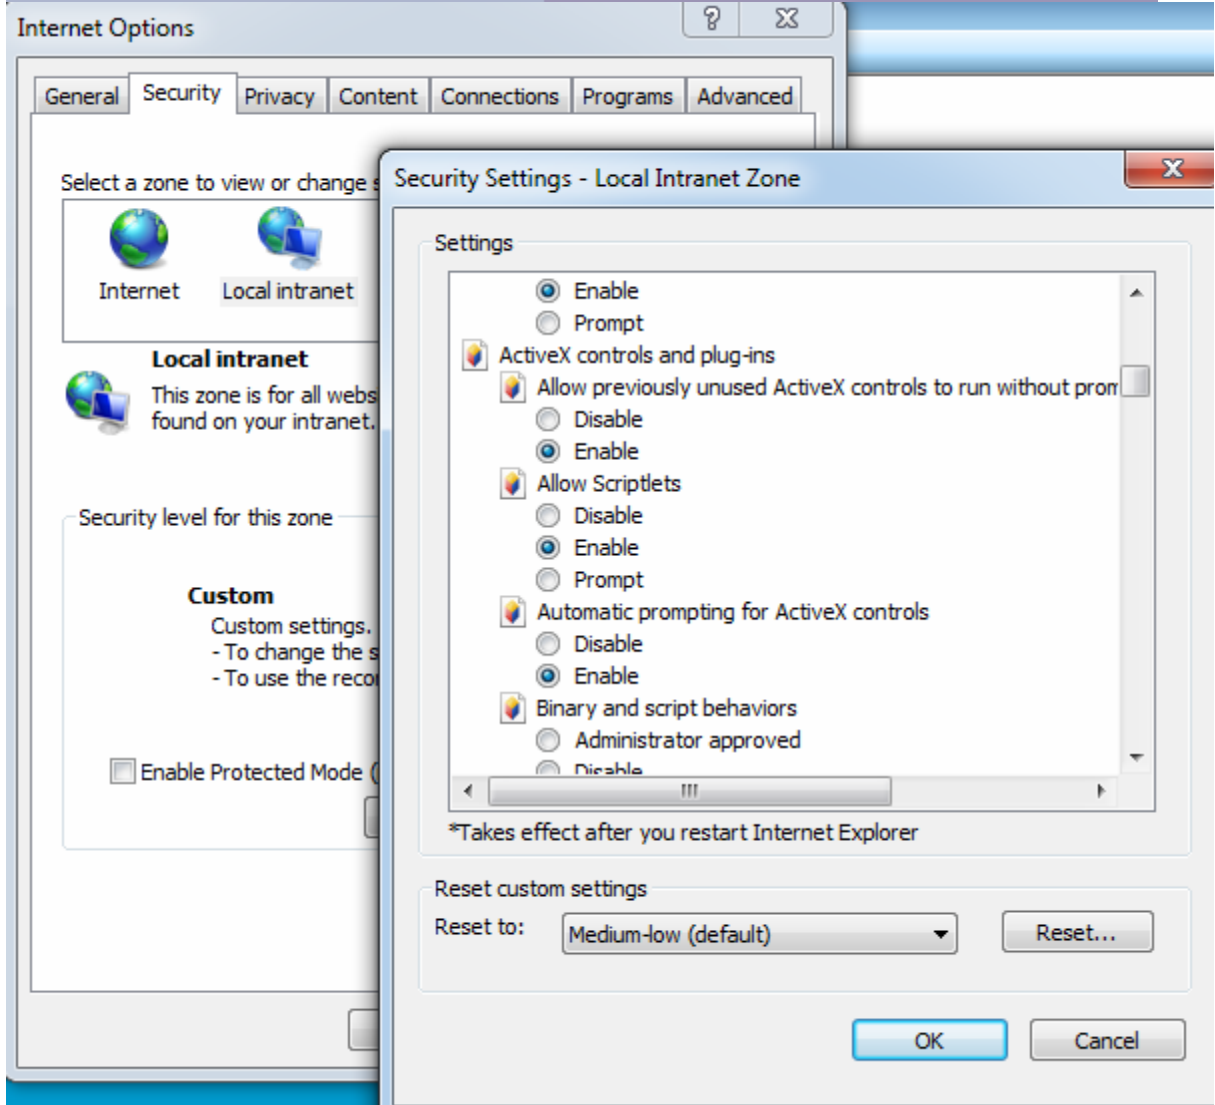 Internet Options
General Security Privacy Content Connections Programs Advanced
Select a zone to view or change
Internet
Local intranet
Local intranet
This zone is for all webs
found on your intranet.
Security level for this zone
Custom
Custom settings.
- To change the s
- To use the reco
Enable Protected Mode (
Security Settings - Local Intranet Zone
Settings
Enable
Prompt
ActiveX controls and plug-ins
Allow previously unused ActiveX controls to run without prom
Disable
Enable
Allow Scriptlets
Disable
Enable
Prompt
Automatic prompting for ActiveX controls
Disable
Enable
Binary and script behaviors
Administrator approved
Disable
*Takes effect after you restart Internet Explorer
Reset custom settings
Reset to: Medium-low (default) Reset...
OK Cancel